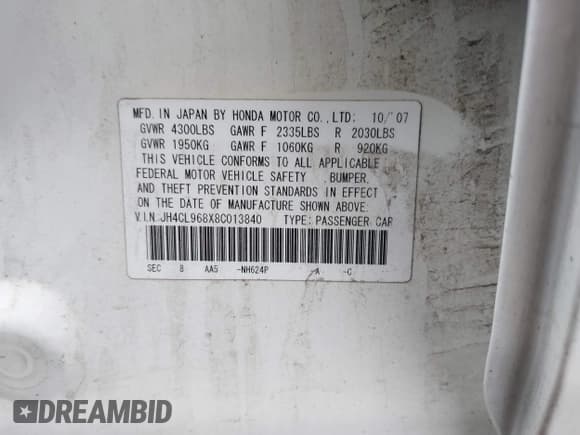 MFD. IN JAPAN BY HONDA MOTOR CO., LTD: 10/'07
GVWR 4300LBS GAWR F 2335LBS R 2030LBS
GVWR 1950KG GAWR F 1060KG R 920KG
THIS VEHICLE CONFORMS TO ALL APPLICABLE
FEDERAL MOTOR VEHICLE SAFETY , BUMPER,
AND THEFT PREVENTION STANDARDS IN EFFECT
ON THE DATE OF MANUFACTURE SHOWN ABOVE.
V.I.N: JH4CL968X8C013840 TYPE: PASSENGER CAR
SEC 8 AA5 -NH624P -A -C
DREAMBID